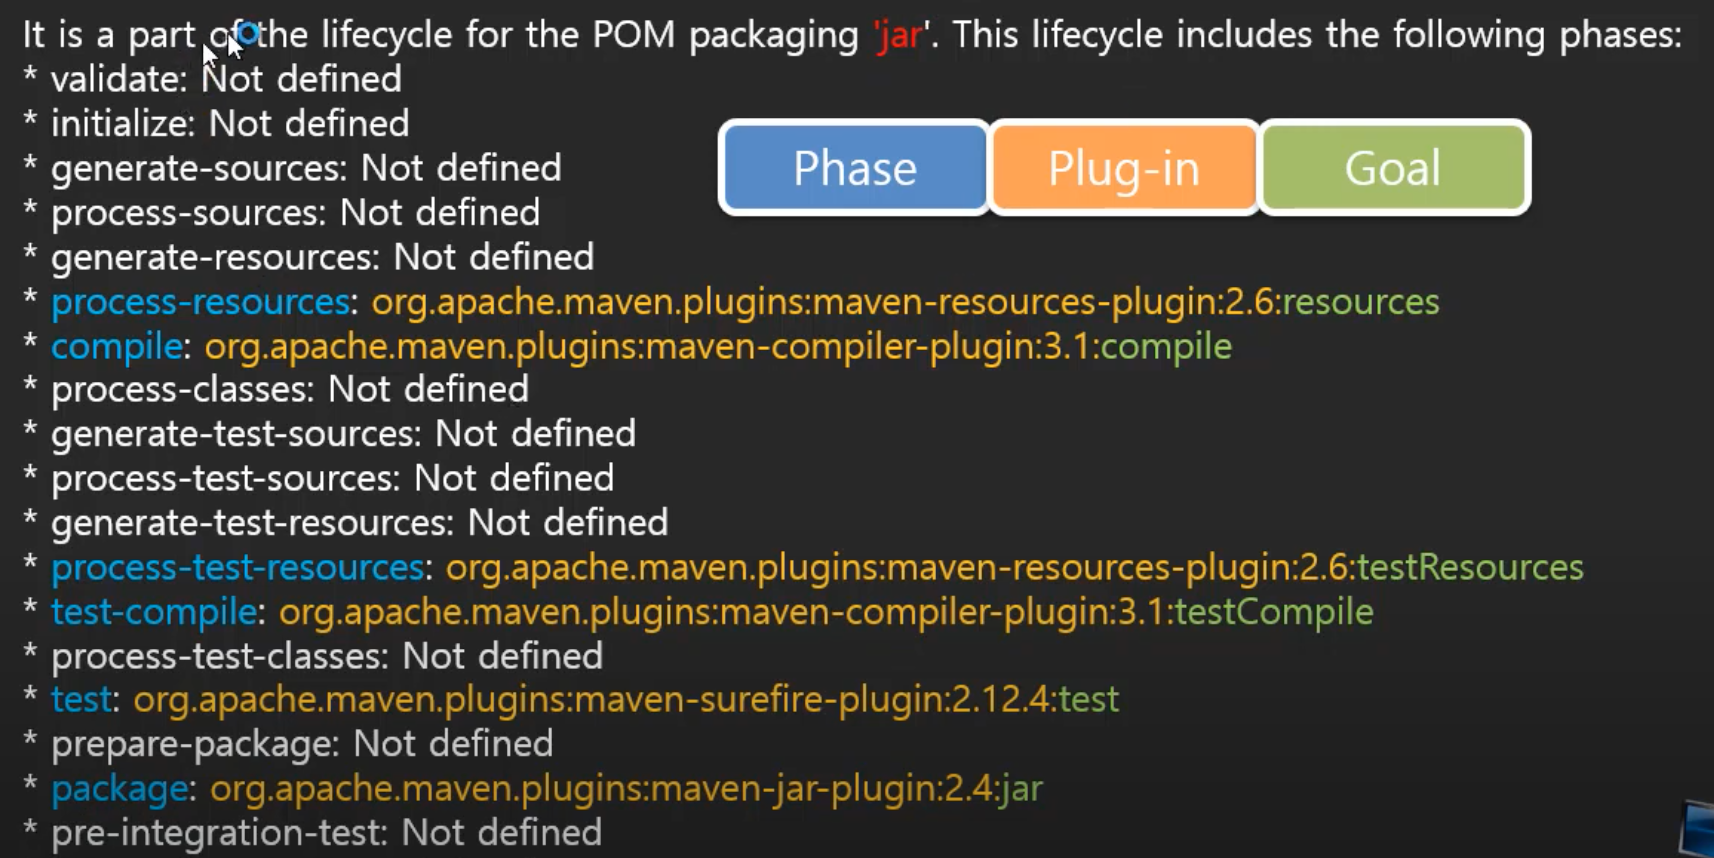 It is a part of the lifecycle for the POM packaging 'jar'. This lifecycle includes the following phases:
* validate: Not defined
* initialize: Not defined
Phase Plug-in Goal
* generate-sources: Not defined
* process-sources: Not defined
* generate-resources: Not defined
* process-resources: org.apache.maven.plugins:maven-resources-plugin:2.6:resources
* compile: org.apache.maven.plugins:maven-compiler-plugin:3.1:compile
* process-classes: Not defined
* generate-test-sources: Not defined
* process-test-sources: Not defined
* generate-test-resources: Not defined
* process-test-resources: org.apache.maven.plugins:maven-resources-plugin:2.6:testResources
* test-compile: org.apache.maven.plugins:maven-compiler-plugin:3.1:testCompile
* process-test-classes: Not defined
* test: org.apache.maven.plugins:maven-surefire-plugin:2.12.4:test
* prepare-package: Not defined
* package: org.apache.maven.plugins:maven-jar-plugin:2.4:jar
* pre-integration-test: Not defined